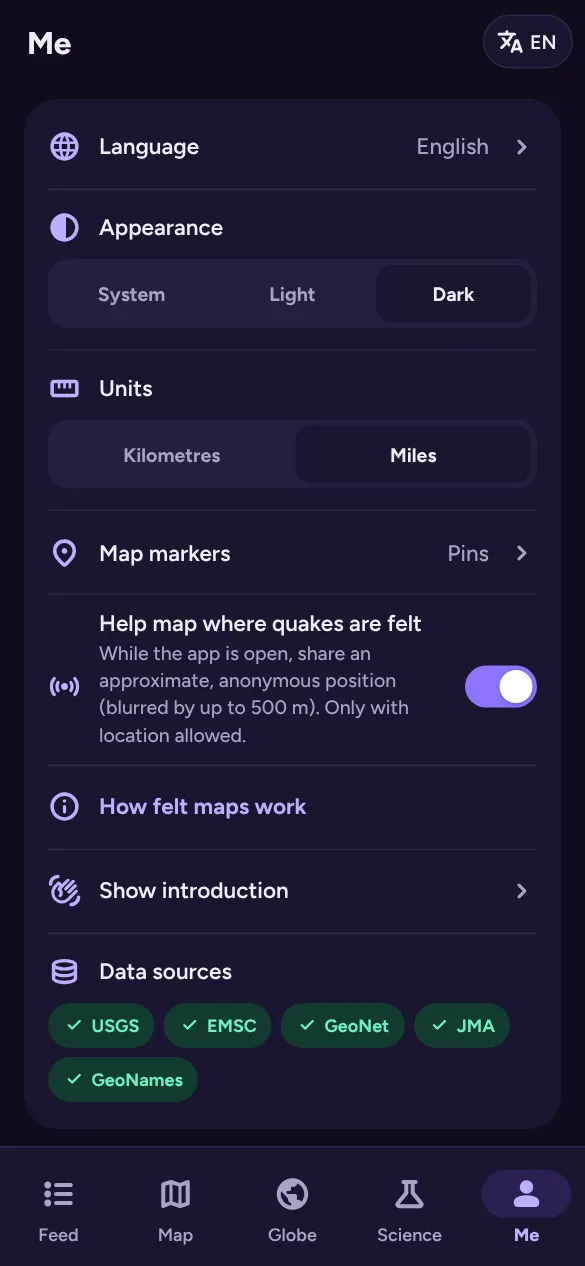 Me
EN
Language
English
Appearance
System
Light
Dark
Units
Kilometres
Miles
Map markers
Pins
Help map where quakes are felt
While the app is open, share an
approximate, anonymous position
(blurred by up to 500 m). Only with
location allowed.
How felt maps work
Show introduction
Data sources
USGS
EMSC
GeoNet
JMA
GeoNames
Feed
Map
Globe
Science
Me